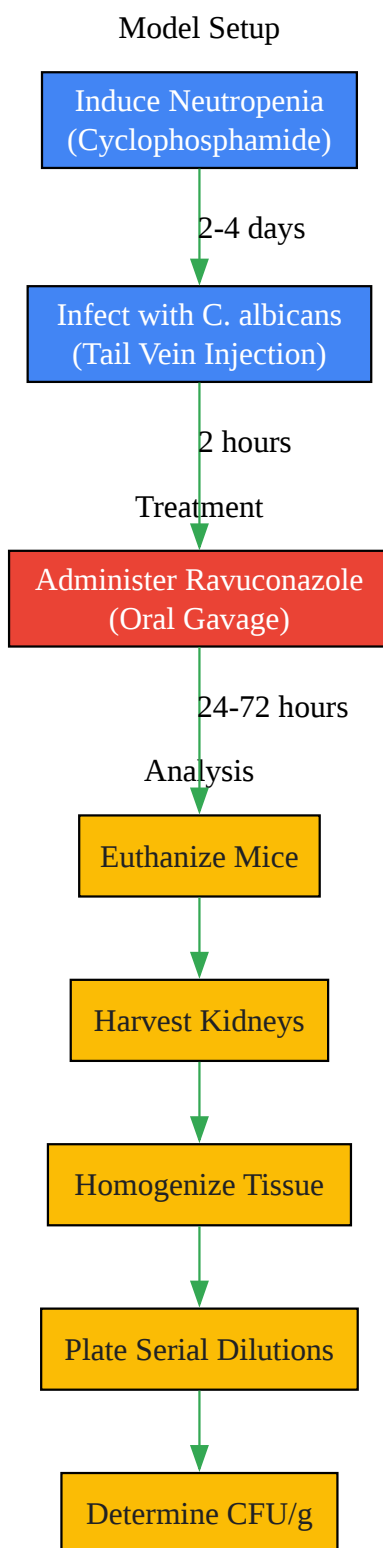 Model Setup
Induce Neutropenia
(Cyclophosphamide)
2-4 days
Infect with C. albicans
(Tail Vein Injection)
2 hours
Treatment
Administer Ravuconazole
(Oral Gavage)
24-72 hours
Analysis
Euthanize Mice
Harvest Kidneys
Homogenize Tissue
Plate Serial Dilutions
Determine CFU/g